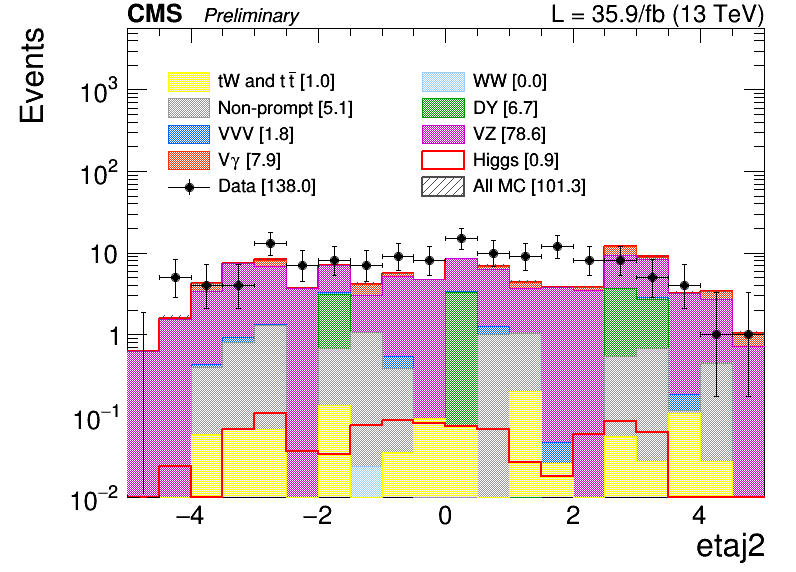 CMS Preliminary L = 35.9/fb (13 TeV)
Events
tW and t t̅ [1.0] WW [0.0]
Non-prompt [5.1] DY [6.7]
VVV [1.8] VZ [78.6]
Vγ [7.9] Higgs [0.9]
Data [138.0] All MC [101.3]
10³
10²
10
1
10⁻¹
10⁻²
−4 −2 0 2 4
etaj2